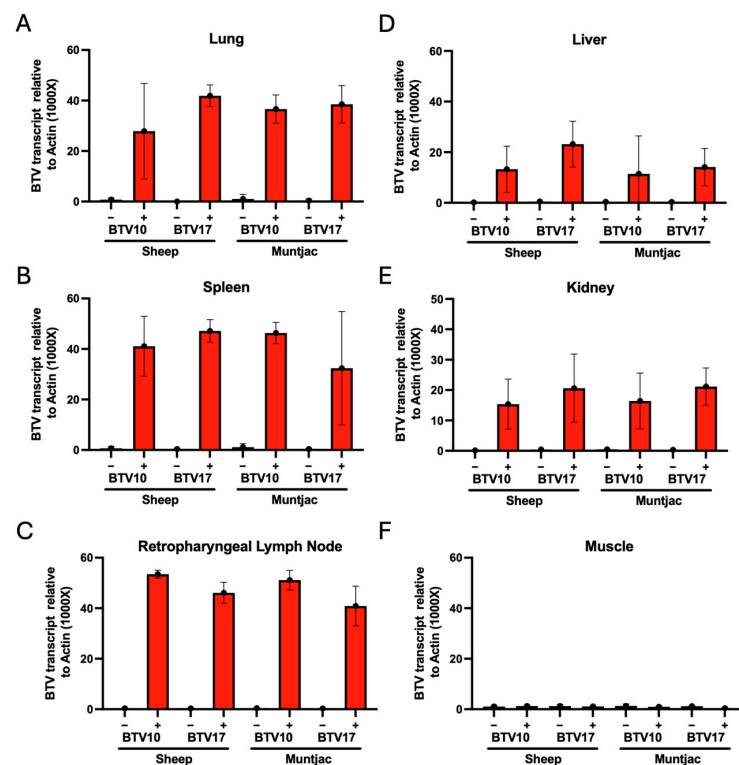 A
Lung
BTV transcript relative
to Actin (1000X)
60
40
20
0
− + − + − + − +
BTV10 BTV17 BTV10 BTV17
Sheep Muntjac
D
Liver
BTV transcript relative
to Actin (1000X)
60
40
20
0
− + − + − + − +
BTV10 BTV17 BTV10 BTV17
Sheep Muntjac
B
Spleen
BTV transcript relative
to Actin (1000X)
60
40
20
0
− + − + − + − +
BTV10 BTV17 BTV10 BTV17
Sheep Muntjac
E
Kidney
BTV transcript relative
to Actin (1000X)
50
40
30
20
10
0
− + − + − + − +
BTV10 BTV17 BTV10 BTV17
Sheep Muntjac
C
Retropharyngeal Lymph Node
BTV transcript relative
to Actin (1000X)
60
40
20
0
− + − + − + − +
BTV10 BTV17 BTV10 BTV17
Sheep Muntjac
F
Muscle
BTV transcript relative
to Actin (1000X)
60
40
20
0
− + − + − + − +
BTV10 BTV17 BTV10 BTV17
Sheep Muntjac